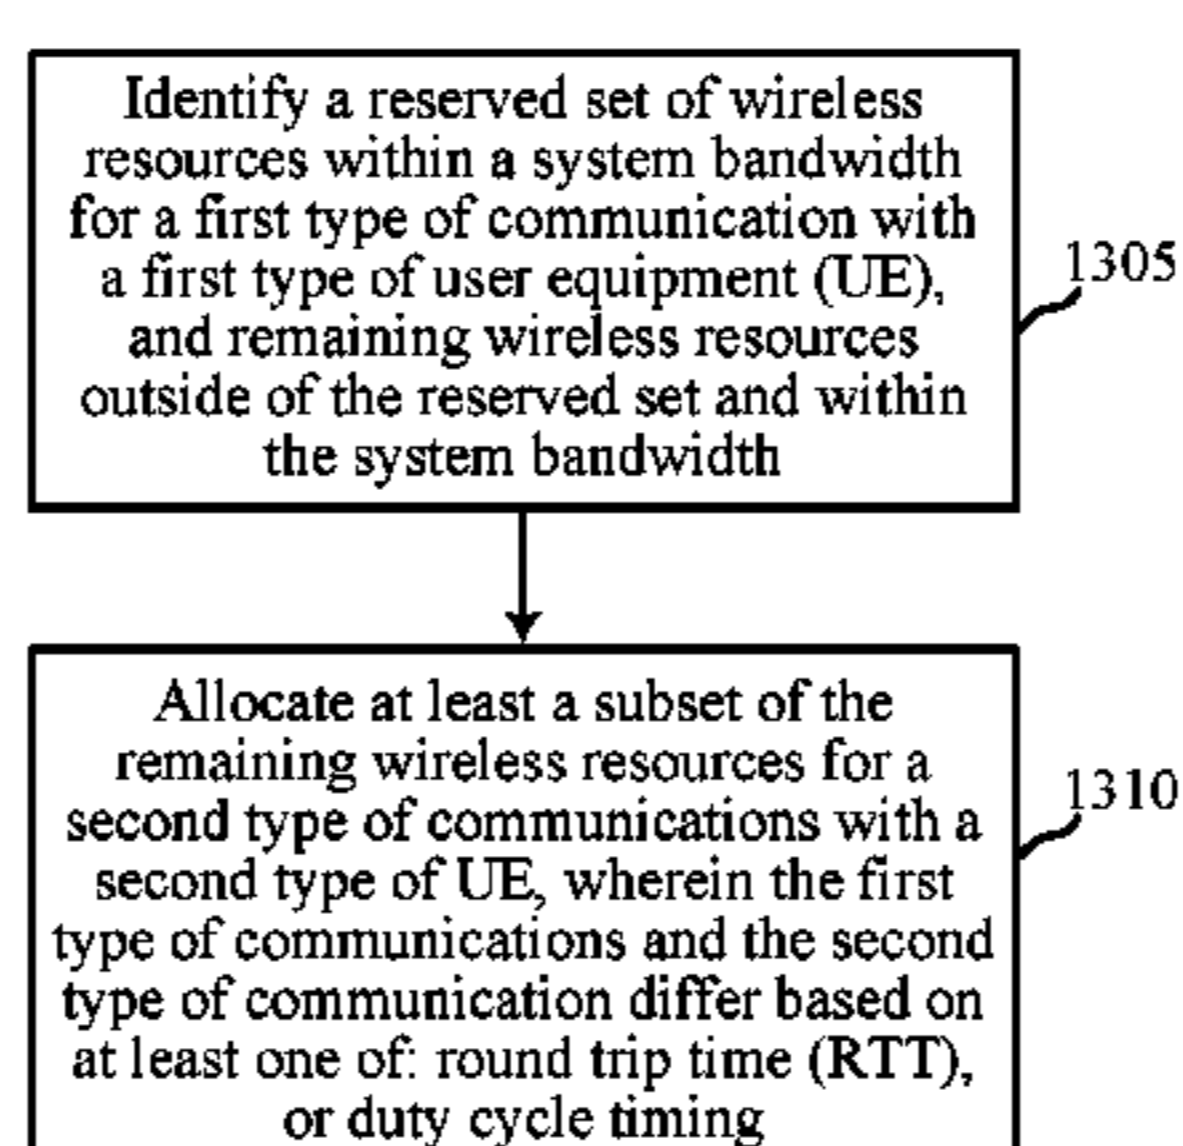 Identify a reserved set of wireless
resources within a system bandwidth
for a first type of communication with
a first type of user equipment (UE),
and remaining wireless resources
outside of the reserved set and within
the system bandwidth
1305
Allocate at least a subset of the
remaining wireless resources for a
second type of communications with a
second type of UE, wherein the first
type of communications and the second
type of communication differ based on
at least one of: round trip time (RTT),
or duty cycle timing
1310